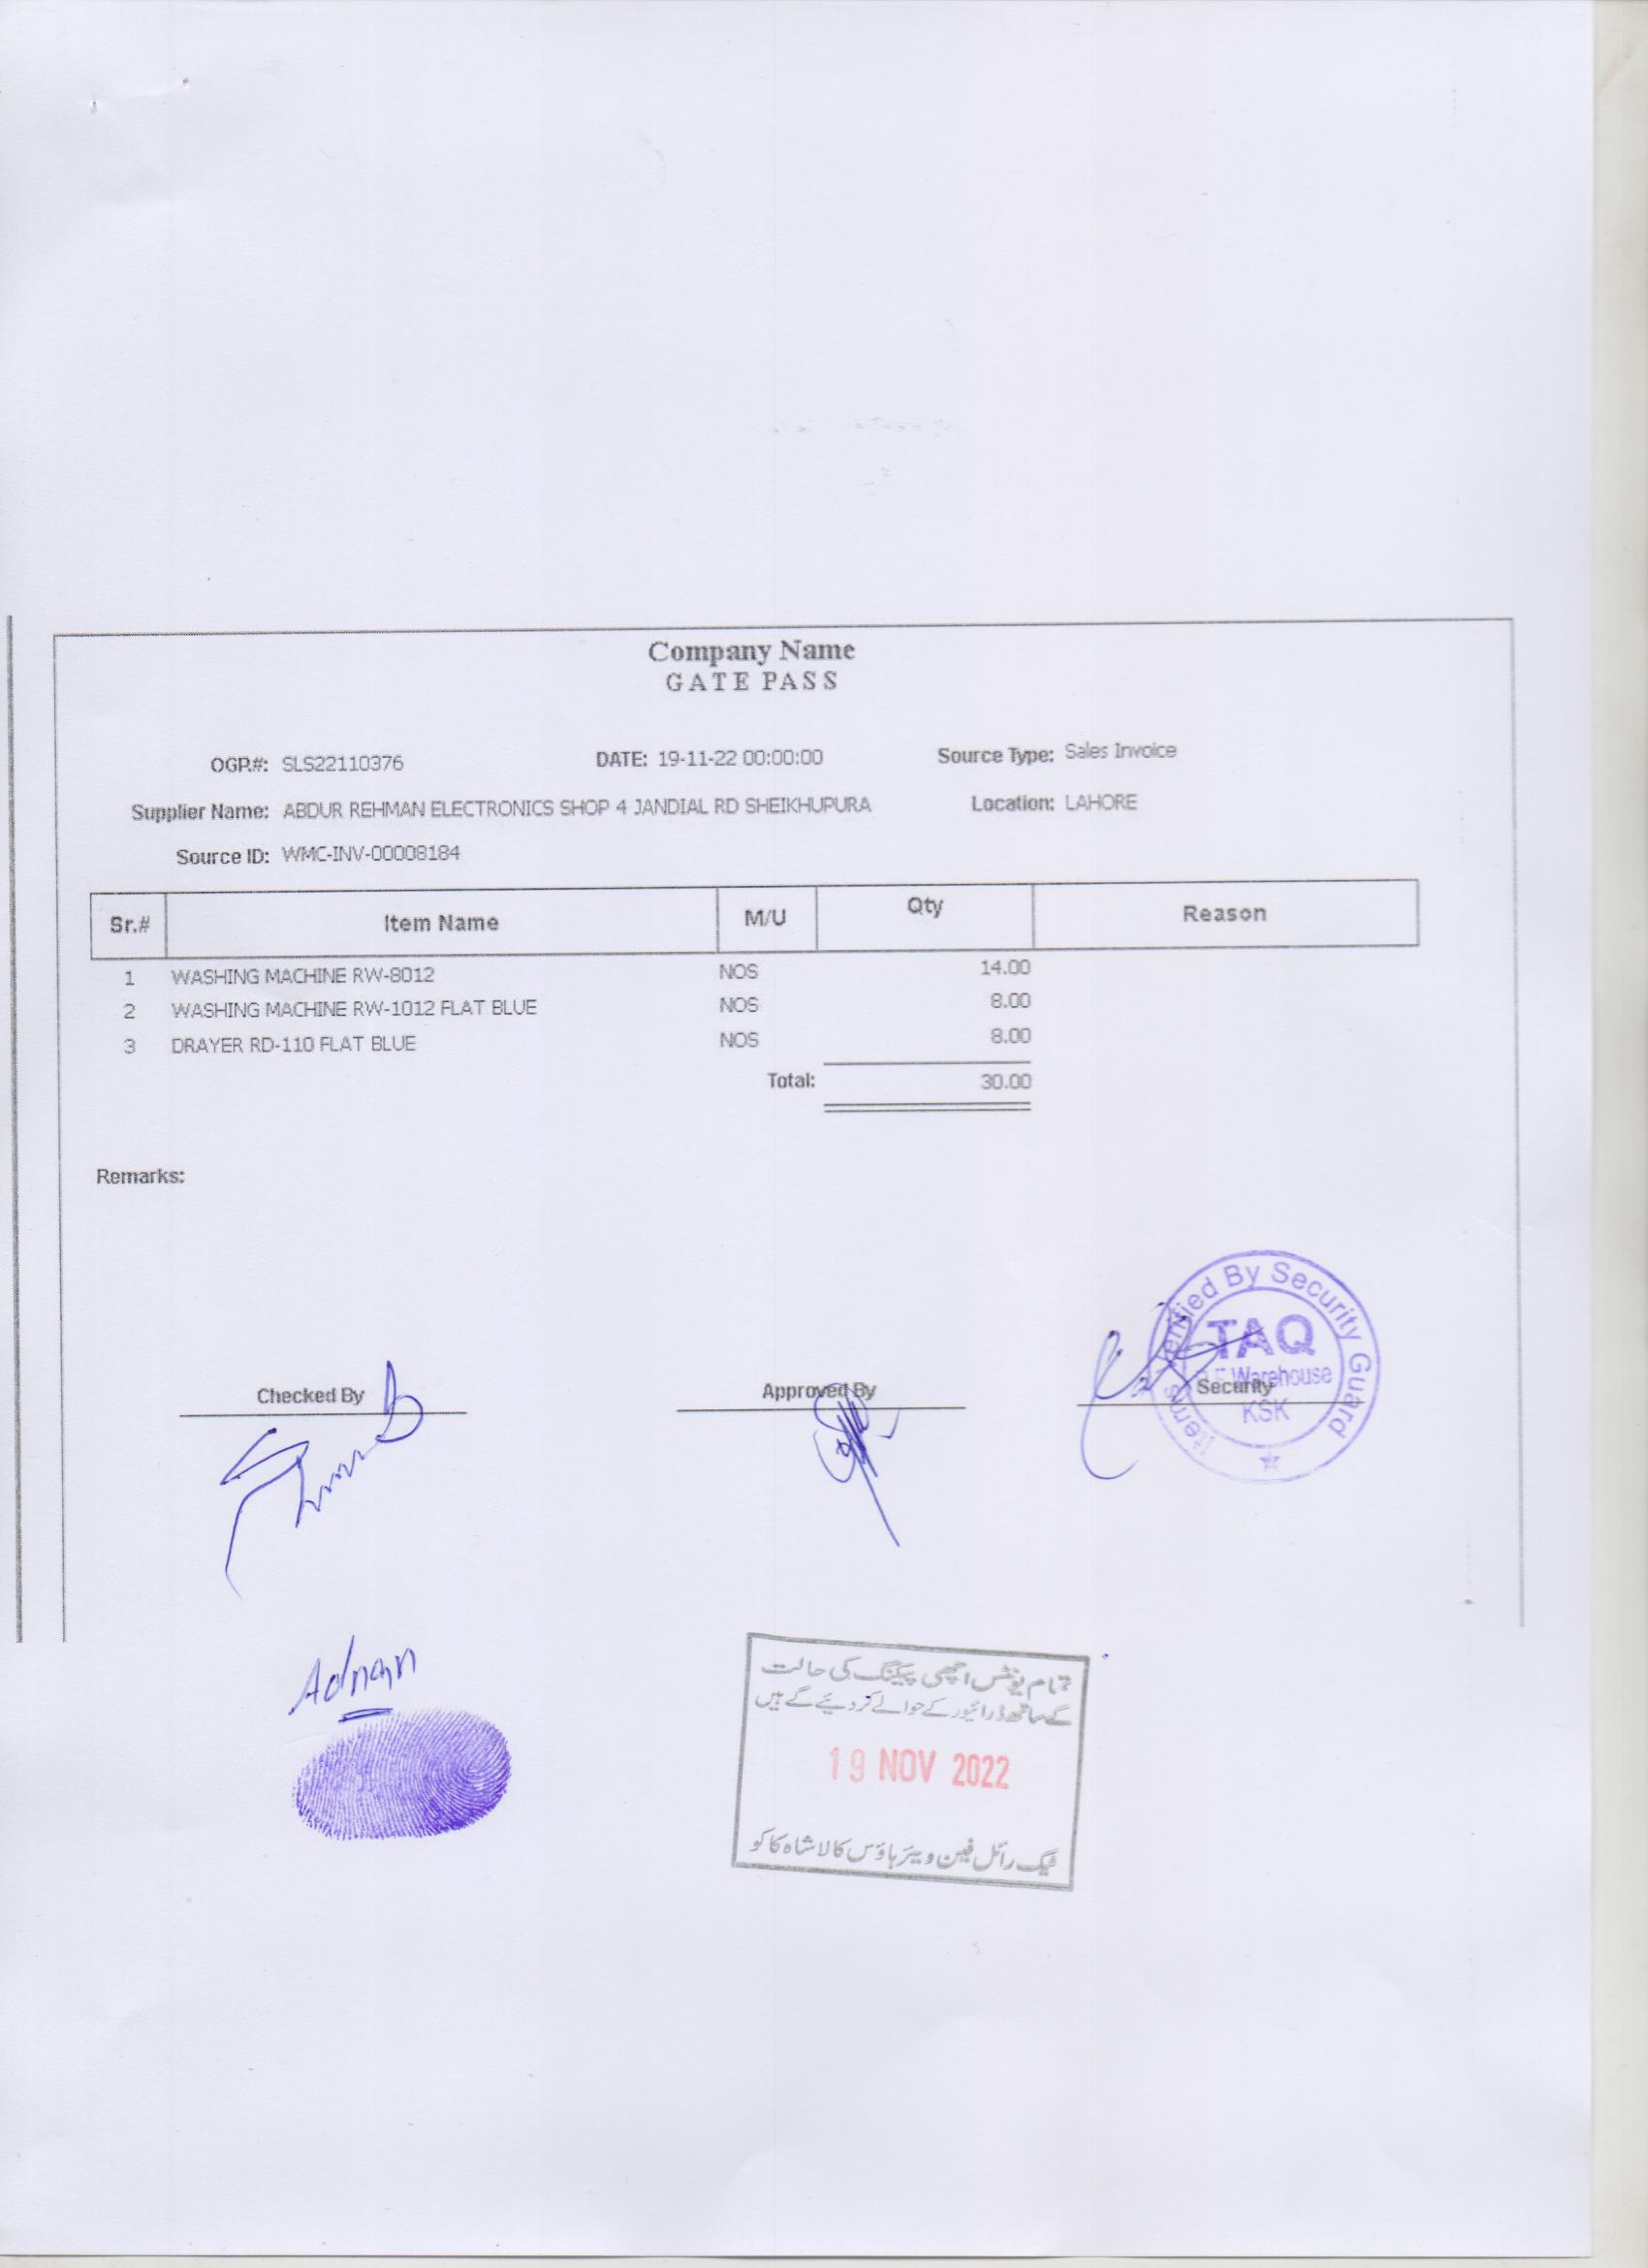 Company Name
GATE PASS
OGP.#: SLS22110376 DATE: 19-11-22 00:00:00 Source Type: Sales Invoice
Supplier Name: ABDUR REHMAN ELECTRONICS SHOP 4 JANDIAL RD SHEIKHUPURA Location: LAHORE
Source ID: WMC-INV-00008184
Sr.# Item Name M/U Qty Reason
1 WASHING MACHINE RW-8012 NOS 14.00
2 WASHING MACHINE RW-1012 FLAT BLUE NOS 8.00
3 DRAYER RD-110 FLAT BLUE NOS 8.00
Total: 30.00
Remarks:
Items Verified By Security Guard
TAQ
Warehouse
KSK
Checked By Approved By Security
Adnan
تمام یونٹس اچھی پیکنگ کی حالت
کے ساتھ ڈرائیور کے حوالے کر دئیے گے ہیں
19 NOV 2022
ٹیک رائل فین ویئر ہاؤس کالا شاہ کاکو